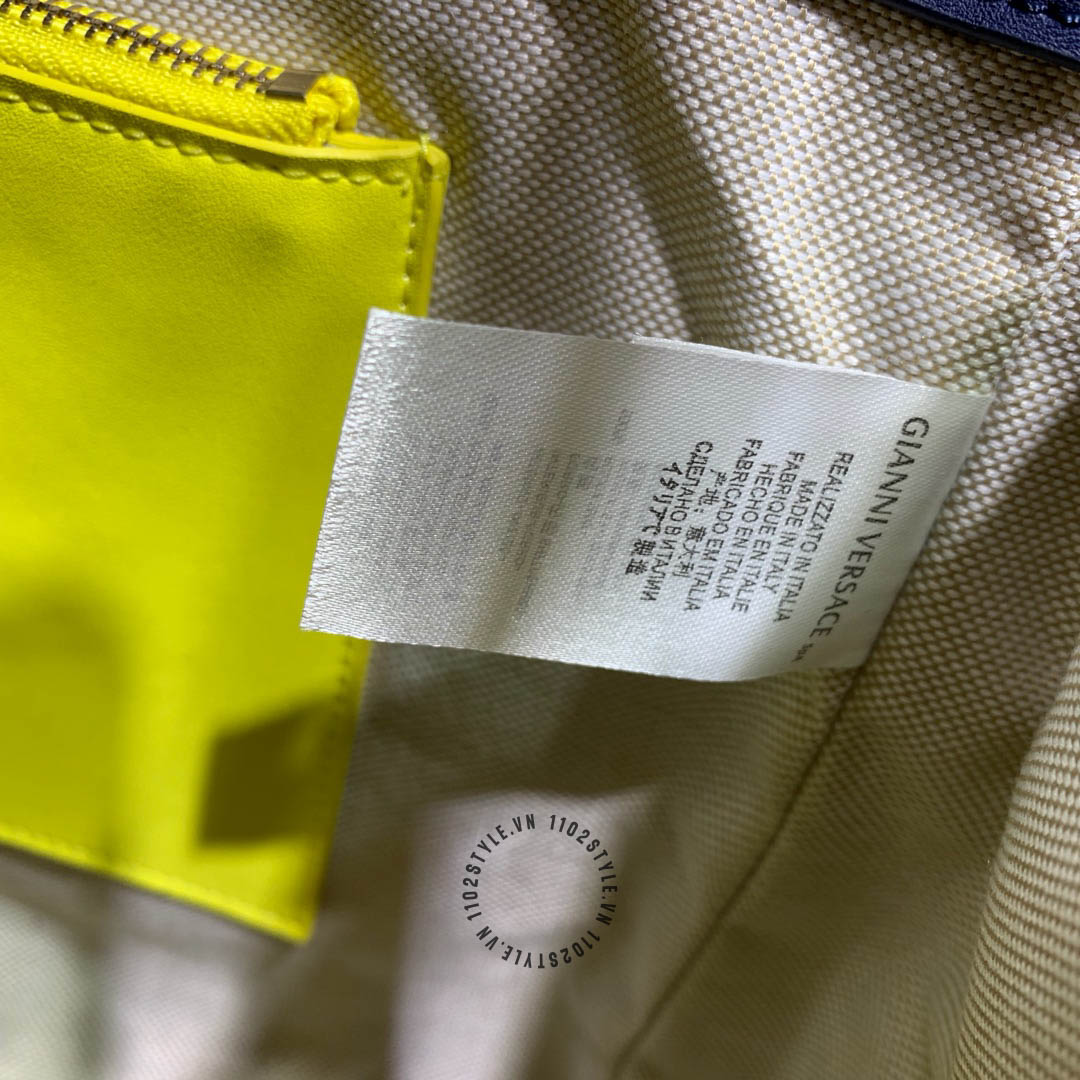 GIANNI VERSACE
REALIZZATO IN ITALIA
MADE IN ITALY
FABRIQUE EN ITALIE
HECHO EN ITALIA
FABRICADO EM ITALIA
产地：意大利
СДЕЛАНО В ИТАЛИИ
イタリアで製造
1102STYLE.VN 1102STYLE.VN 1102STYLE.VN